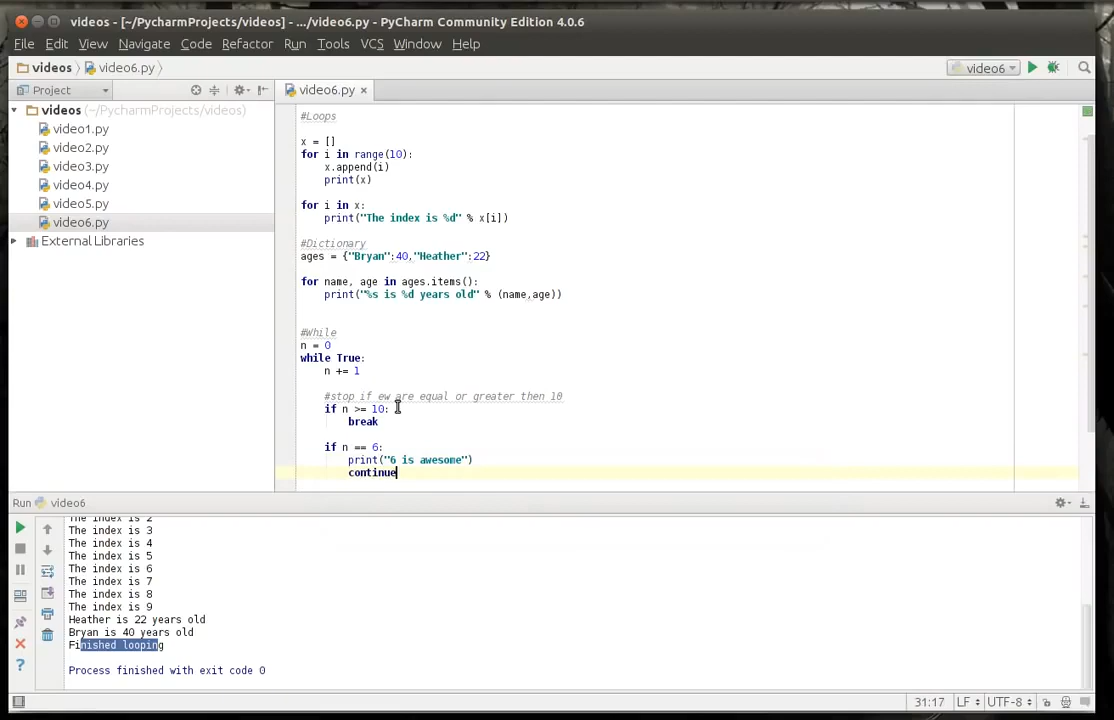 videos - [~/PycharmProjects/videos] - .../video6.py - PyCharm Community Edition 4.0.6
File Edit View Navigate Code Refactor Run Tools VCS Window Help
videos video6.py video6
Project video6.py
videos (~/PycharmProjects/videos)
video1.py
video2.py
video3.py
video4.py
video5.py
video6.py
External Libraries
#Loops
x = []
for i in range(10):
x.append(i)
print(x)
for i in x:
print("The index is %d" % x[i])
#Dictionary
ages = {"Bryan":40,"Heather":22}
for name, age in ages.items():
print("%s is %d years old" % (name,age))
#While
n = 0
while True:
n += 1
#stop if ew are equal or greater then 10
if n >= 10:
break
if n == 6:
print("6 is awesome")
continue
Run video6
The index is 2
The index is 3
The index is 4
The index is 5
The index is 6
The index is 7
The index is 8
The index is 9
Heather is 22 years old
Bryan is 40 years old
Finished looping
Process finished with exit code 0
31:17 LF UTF-8